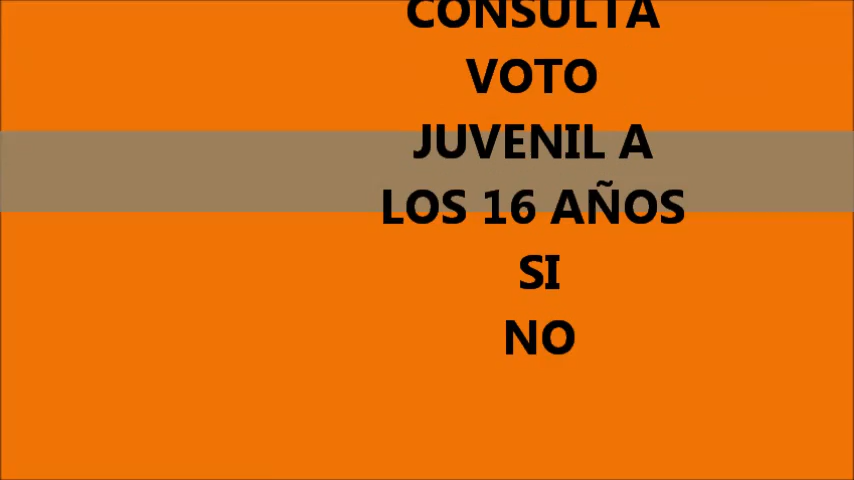 CONSULTA
VOTO
JUVENIL A
LOS 16 AÑOS
SI
NO